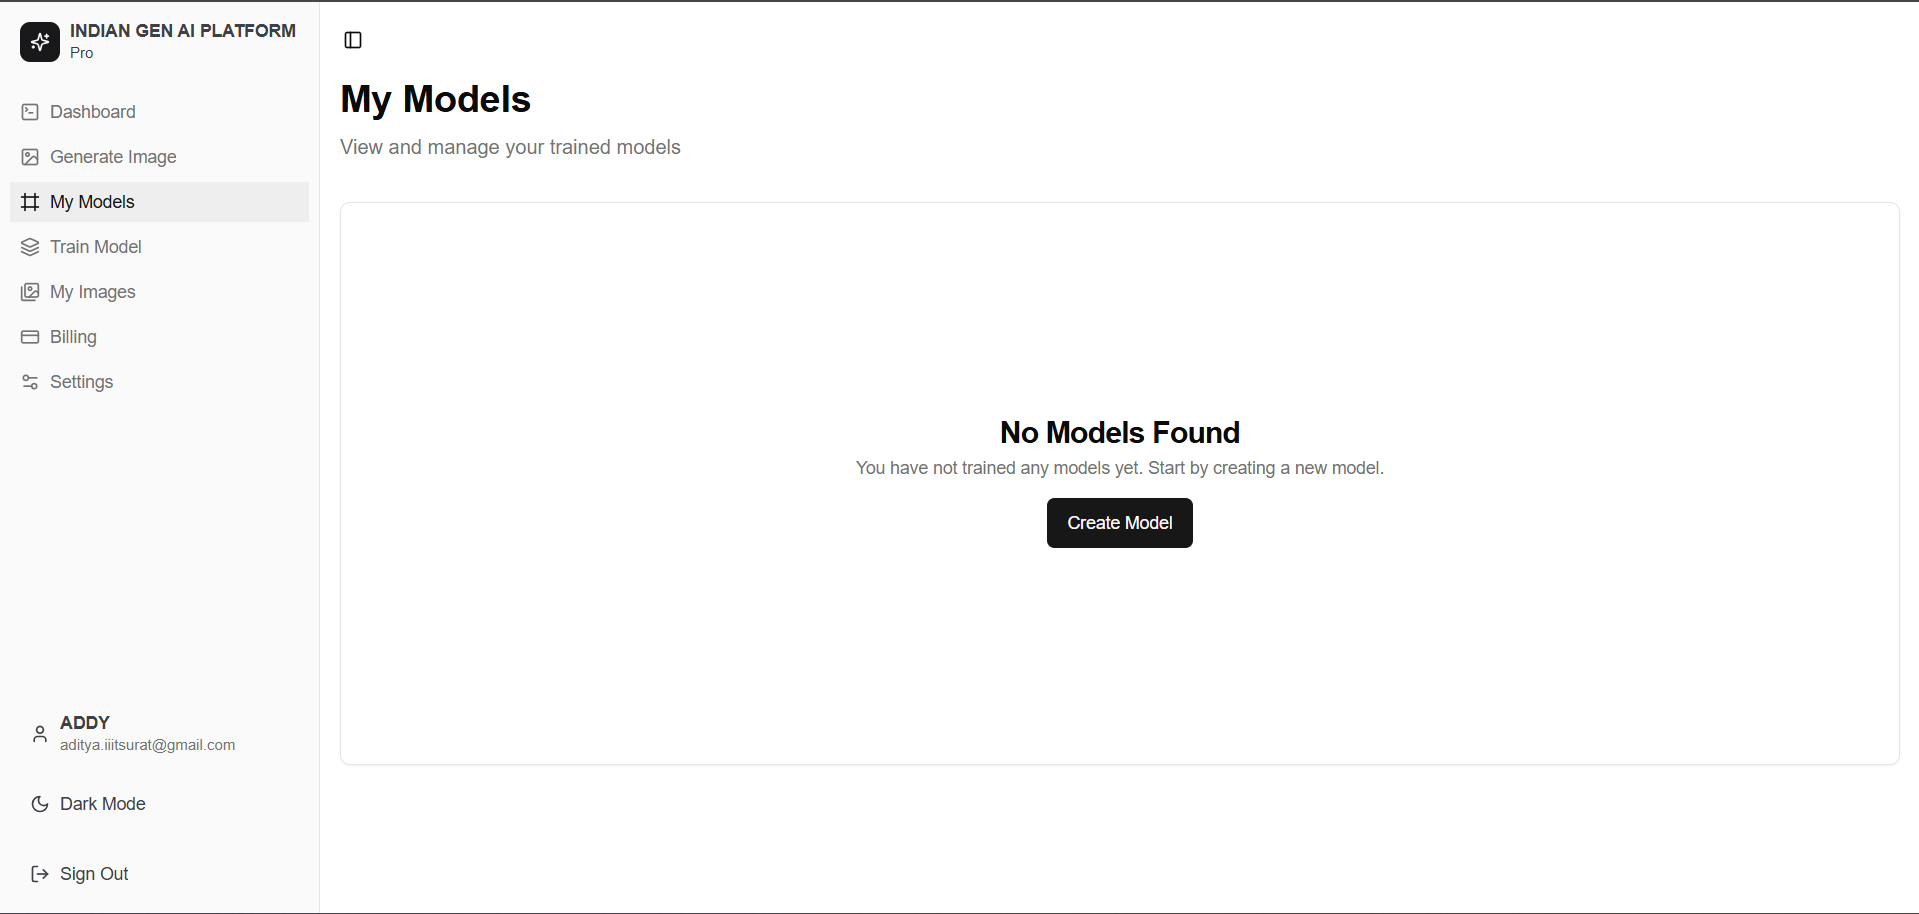 INDIAN GEN AI PLATFORM
Pro
Dashboard
Generate Image
My Models
Train Model
My Images
Billing
Settings
ADDY
aditya.iiitsurat@gmail.com
Dark Mode
Sign Out
My Models
View and manage your trained models
No Models Found
You have not trained any models yet. Start by creating a new model.
Create Model